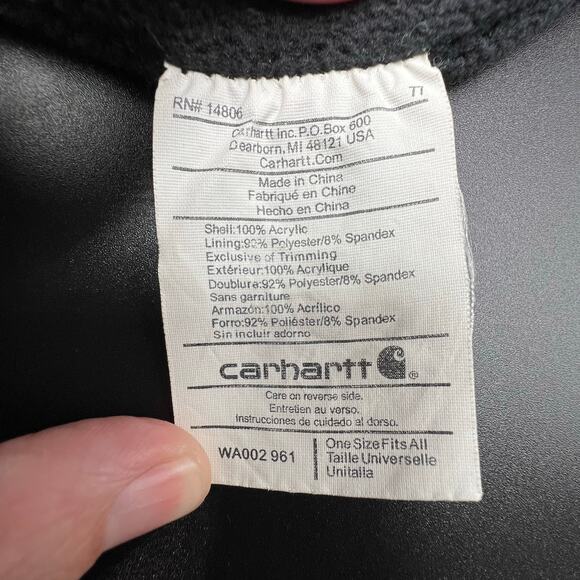 RN# 14806 TT
Carhartt Inc. P.O. Box 600
Dearborn, MI 48121 USA
Carhartt.Com
Made in China
Fabriqué en Chine
Hecho en China
Shell:100% Acrylic
Lining:92% Polyester/8% Spandex
Exclusive of Trimming
Extérieur:100% Acrylique
Doublure:92% Polyester/8% Spandex
Sans garniture
Armazón:100% Acrílico
Forro:92% Poliéster/8% Spandex
Sin incluir adorno
carhartt ®
Care on reverse side.
Entretien au verso.
Instrucciones de cuidado al dorso.
WA002 961
One Size Fits All
Taille Universelle
Unitalla